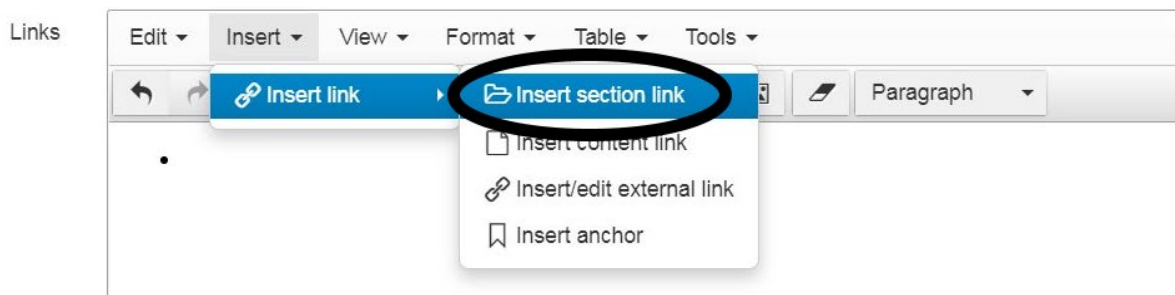 Links
Edit Insert View Format Table Tools
Insert link Insert section link Paragraph
Insert content link
Insert/edit external link
Insert anchor